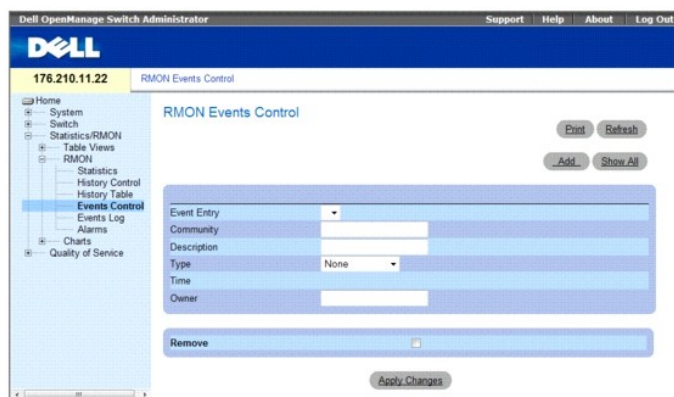 Dell OpenManage Switch Administrator
Support Help About Log Out
DELL
176.210.11.22
RMON Events Control
Home
System
Switch
Statistics/RMON
Table Views
RMON
Statistics
History Control
History Table
Events Control
Events Log
Alarms
Charts
Quality of Service
RMON Events Control
Print Refresh
Add Show All
Event Entry
Community
Description
Type None
Time
Owner
Remove
Apply Changes